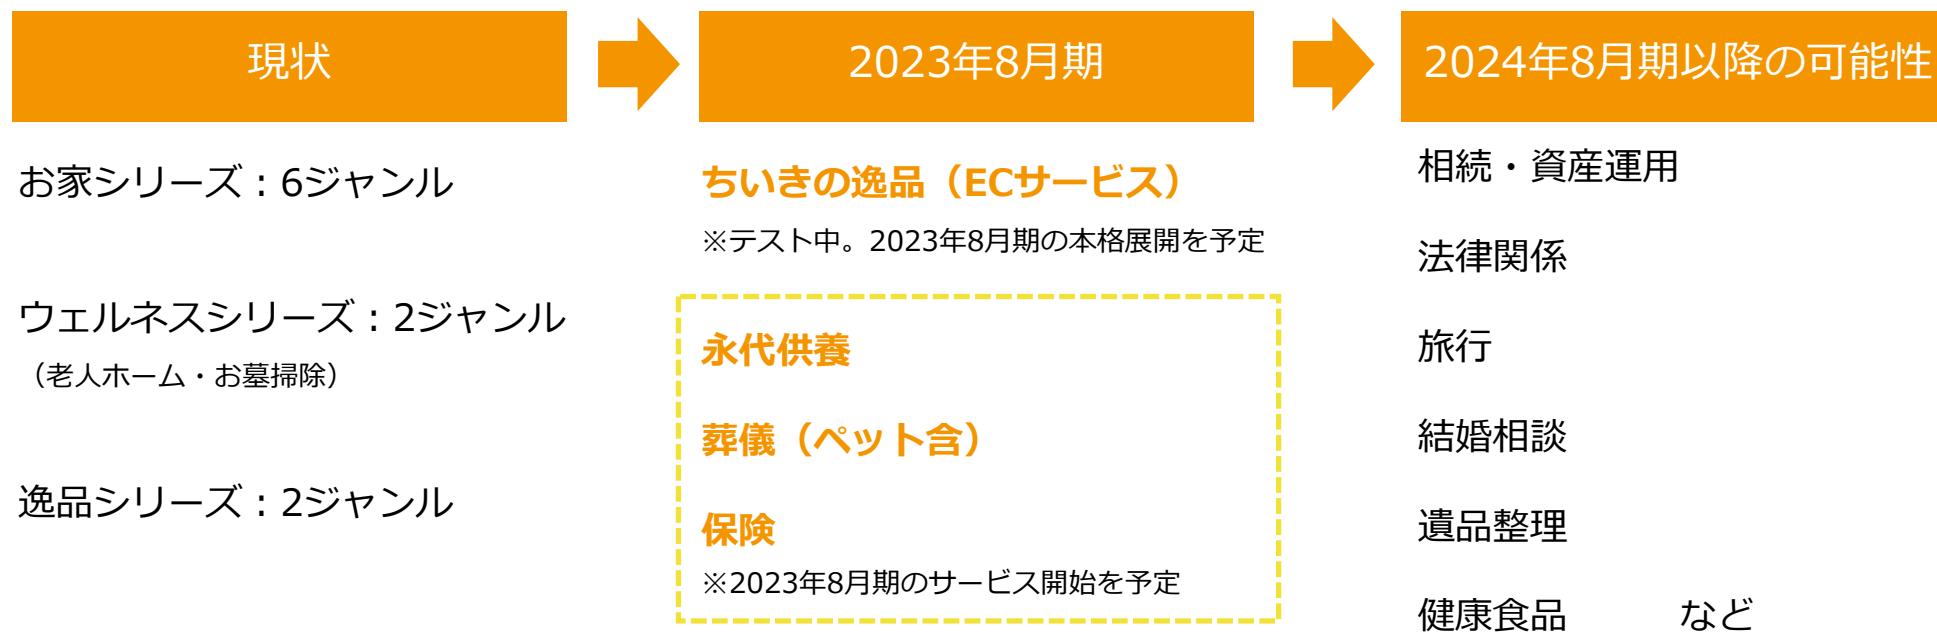 現状
お家シリーズ：6ジャンル
ウェルネスシリーズ：2ジャンル
（老人ホーム・お墓掃除）
逸品シリーズ：2ジャンル
2023年8月期
ちいきの逸品（ECサービス）
※テスト中。2023年8月期の本格展開を予定
永代供養
葬儀（ペット含）
保険
※2023年8月期のサービス開始を予定
2024年8月期以降の可能性
相続・資産運用
法律関係
旅行
結婚相談
遺品整理
健康食品　　　など